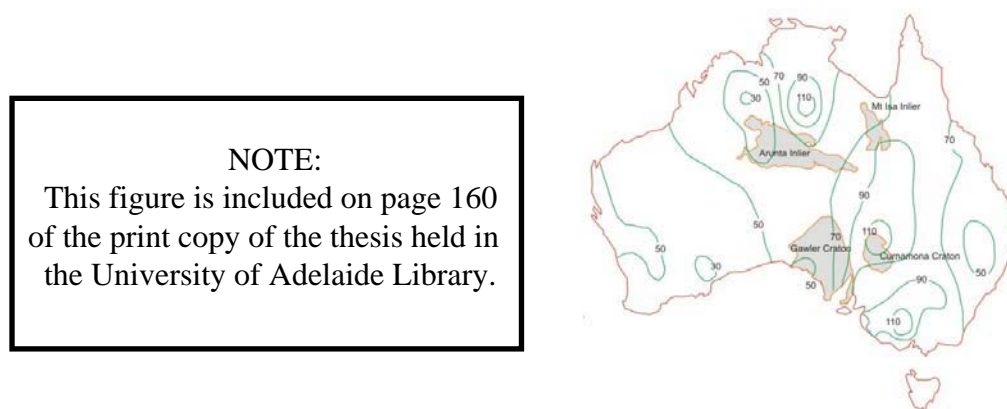 NOTE:
This figure is included on page 160
of the print copy of the thesis held in
the University of Adelaide Library.
50
70
90
30
110
Mt Isa Inlier
Arunta Inlier
70
90
50
50
30
70
110
Gawler Craton
Curnamona Craton
50
50
90
110